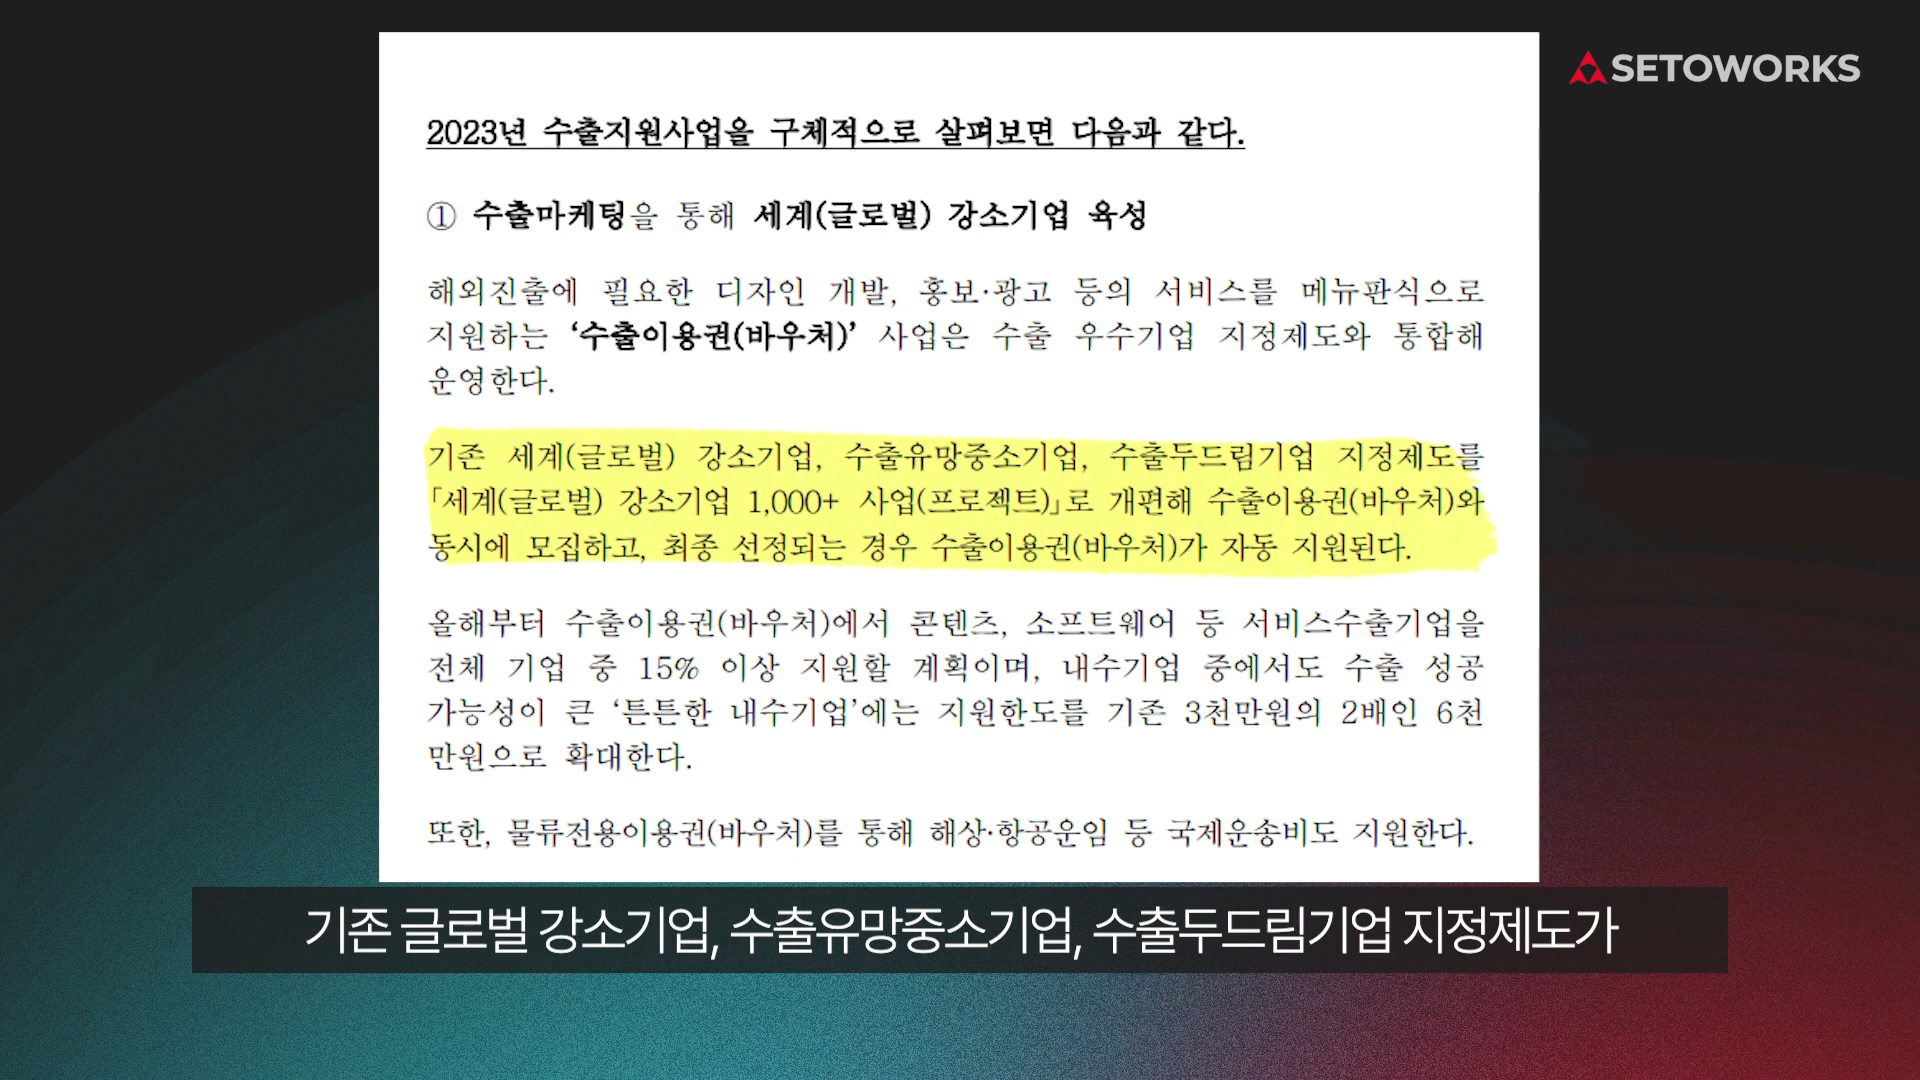 SETOWORKS
2023년 수출지원사업을 구체적으로 살펴보면 다음과 같다.
① 수출마케팅을 통해 세계(글로벌) 강소기업 육성
해외진출에 필요한 디자인 개발, 홍보·광고 등의 서비스를 메뉴판식으로
지원하는 ‘수출이용권(바우처)’ 사업은 수출 우수기업 지정제도와 통합해
운영한다.
기존 세계(글로벌) 강소기업, 수출유망중소기업, 수출두드림기업 지정제도를
「세계(글로벌) 강소기업 1,000+ 사업(프로젝트)」로 개편해 수출이용권(바우처)와
동시에 모집하고, 최종 선정되는 경우 수출이용권(바우처)가 자동 지원된다.
올해부터 수출이용권(바우처)에서 콘텐츠, 소프트웨어 등 서비스수출기업을
전체 기업 중 15% 이상 지원할 계획이며, 내수기업 중에서도 수출 성공
가능성이 큰 ‘튼튼한 내수기업’에는 지원한도를 기존 3천만원의 2배인 6천
만원으로 확대한다.
또한, 물류전용이용권(바우처)를 통해 해상·항공운임 등 국제운송비도 지원한다.
기존 글로벌 강소기업, 수출유망중소기업, 수출두드림기업 지정제도가